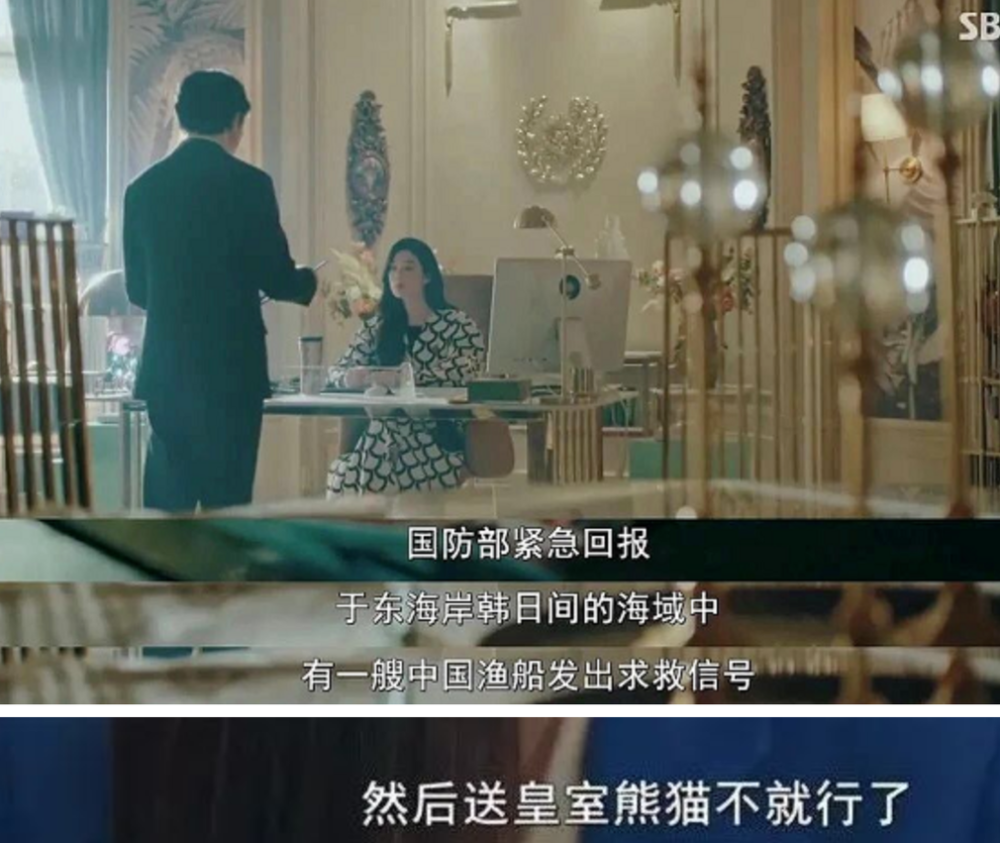 SB
国防部紧急回报
于东海岸韩日间的海域中
有一艘中国渔船发出求救信号
然后送皇室熊猫不就行了